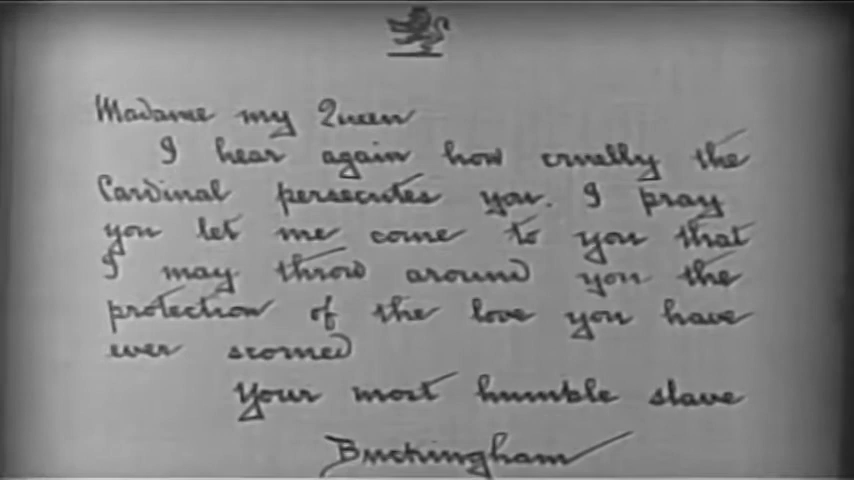 Madame my Queen
I hear again how cruelly the
Cardinal persecutes you. I pray
you let me come to you that
I may throw around you the
protection of the love you have
ever scorned
Your most humble slave
Buckingham